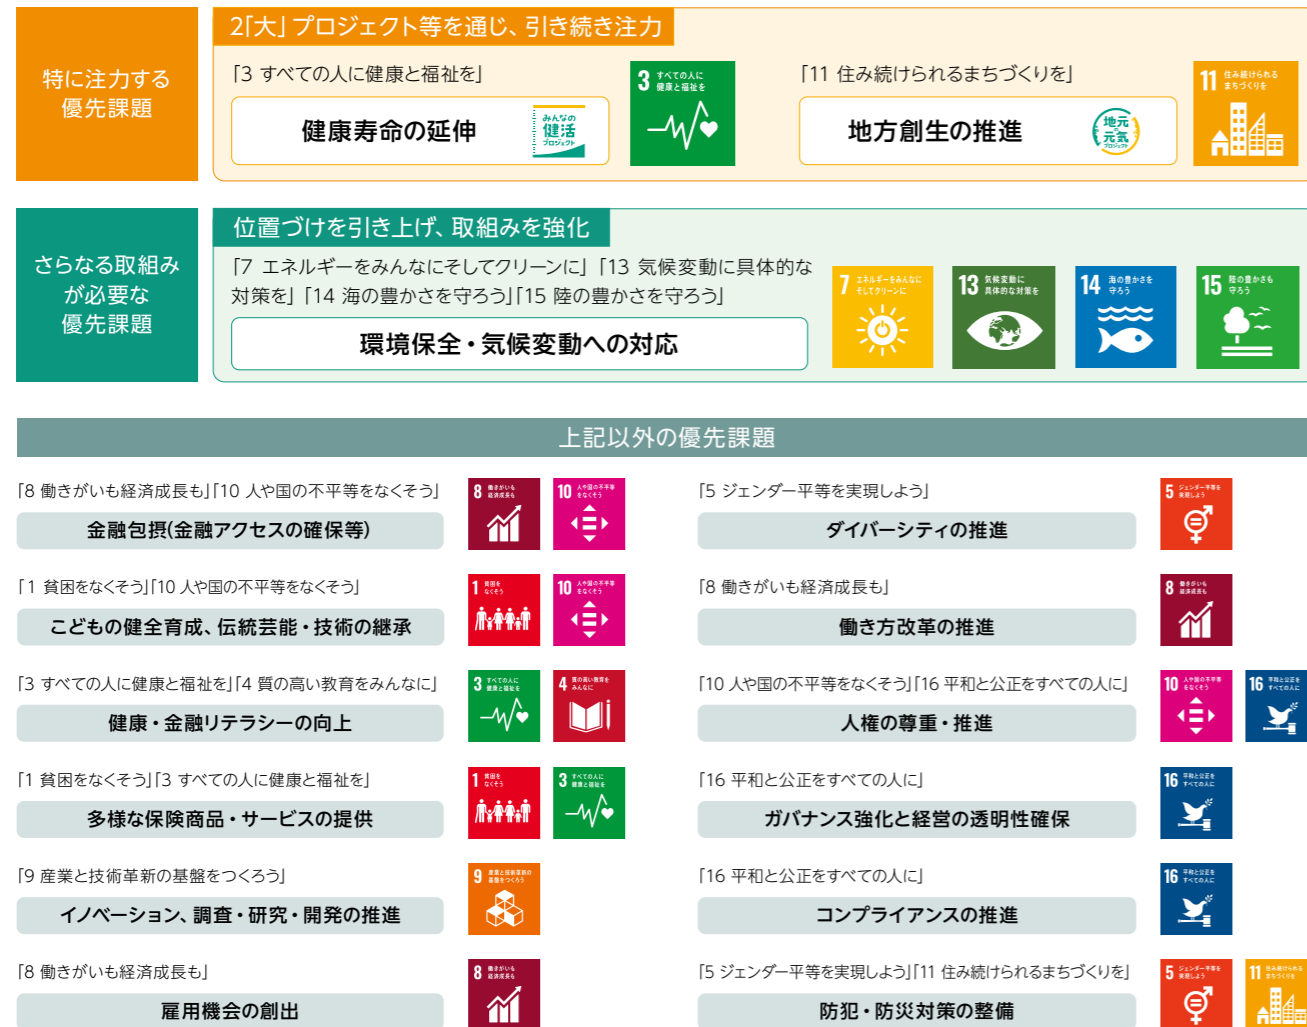 特に注力する
優先課題
2「大」プロジェクト等を通じ、引き続き注力
「3 すべての人に健康と福祉を」
健康寿命の延伸
みんなの
健活
プロジェクト
3 すべての人に
健康と福祉を
「11 住み続けられるまちづくりを」
地方創生の推進
地元
の
元気
プロジェクト
11 住み続けられる
まちづくりを
さらなる取組み
が必要な
優先課題
位置づけを引き上げ、取組みを強化
「7 エネルギーをみんなにそしてクリーンに」「13 気候変動に具体的な
対策を」「14 海の豊かさを守ろう」「15 陸の豊かさを守ろう」
環境保全・気候変動への対応
7 エネルギーをみんなに
そしてクリーンに
13 気候変動に
具体的な対策を
14 海の豊かさを
守ろう
15 陸の豊かさも
守ろう
上記以外の優先課題
「8 働きがいも経済成長も」「10 人や国の不平等をなくそう」
金融包摂(金融アクセスの確保等)
8 働きがいも
経済成長も
10 人や国の不平等
をなくそう
「5 ジェンダー平等を実現しよう」
ダイバーシティの推進
5 ジェンダー平等を
実現しよう
「1 貧困をなくそう」「10 人や国の不平等をなくそう」
こどもの健全育成、伝統芸能・技術の継承
1 貧困を
なくそう
10 人や国の不平等
をなくそう
「8 働きがいも経済成長も」
働き方改革の推進
8 働きがいも
経済成長も
「3 すべての人に健康と福祉を」「4 質の高い教育をみんなに」
健康・金融リテラシーの向上
3 すべての人に
健康と福祉を
4 質の高い教育を
みんなに
「10 人や国の不平等をなくそう」「16 平和と公正をすべての人に」
人権の尊重・推進
10 人や国の不平等
をなくそう
16 平和と公正を
すべての人に
「1 貧困をなくそう」「3 すべての人に健康と福祉を」
多様な保険商品・サービスの提供
1 貧困を
なくそう
3 すべての人に
健康と福祉を
「16 平和と公正をすべての人に」
ガバナンス強化と経営の透明性確保
16 平和と公正を
すべての人に
「9 産業と技術革新の基盤をつくろう」
イノベーション、調査・研究・開発の推進
9 産業と技術革新の
基盤をつくろう
「16 平和と公正をすべての人に」
コンプライアンスの推進
16 平和と公正を
すべての人に
「8 働きがいも経済成長も」
雇用機会の創出
8 働きがいも
経済成長も
「5 ジェンダー平等を実現しよう」「11 住み続けられるまちづくりを」
防犯・防災対策の整備
5 ジェンダー平等を
実現しよう
11 住み続けられる
まちづくりを